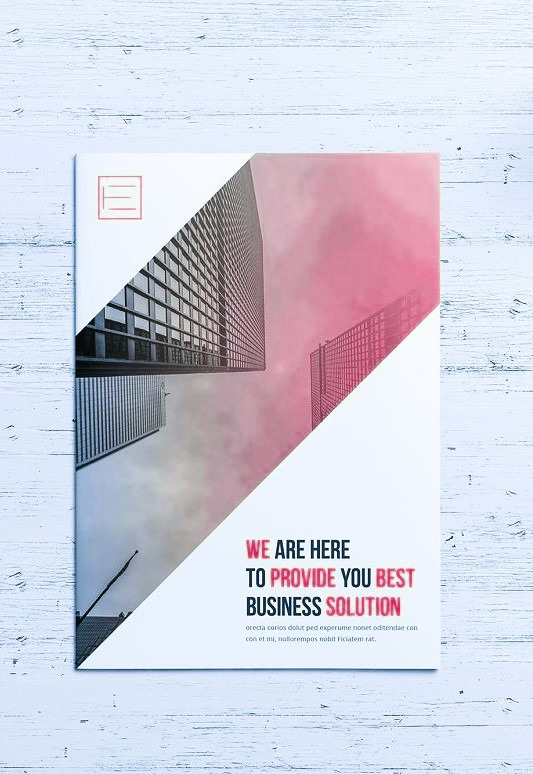 E
WE ARE HERE
TO PROVIDE YOU BEST
BUSINESS SOLUTION
orecta corios dolut ped experume nonet oditendae con
con et mi, nullorempos nobit Ficiatem rat.